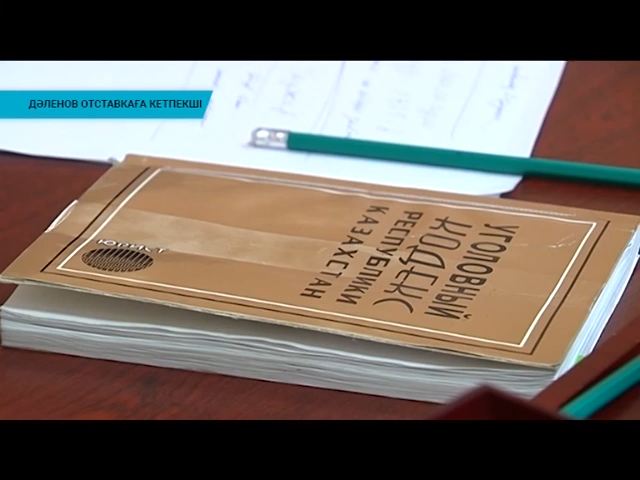 ДӘЛЕНОВ ОТСТАВКАҒА КЕТПЕКШІ
УГОЛОВНЫЙ
КОДЕКС
РЕСПУБЛИКИ
КАЗАХСТАН
ЮРИСТ